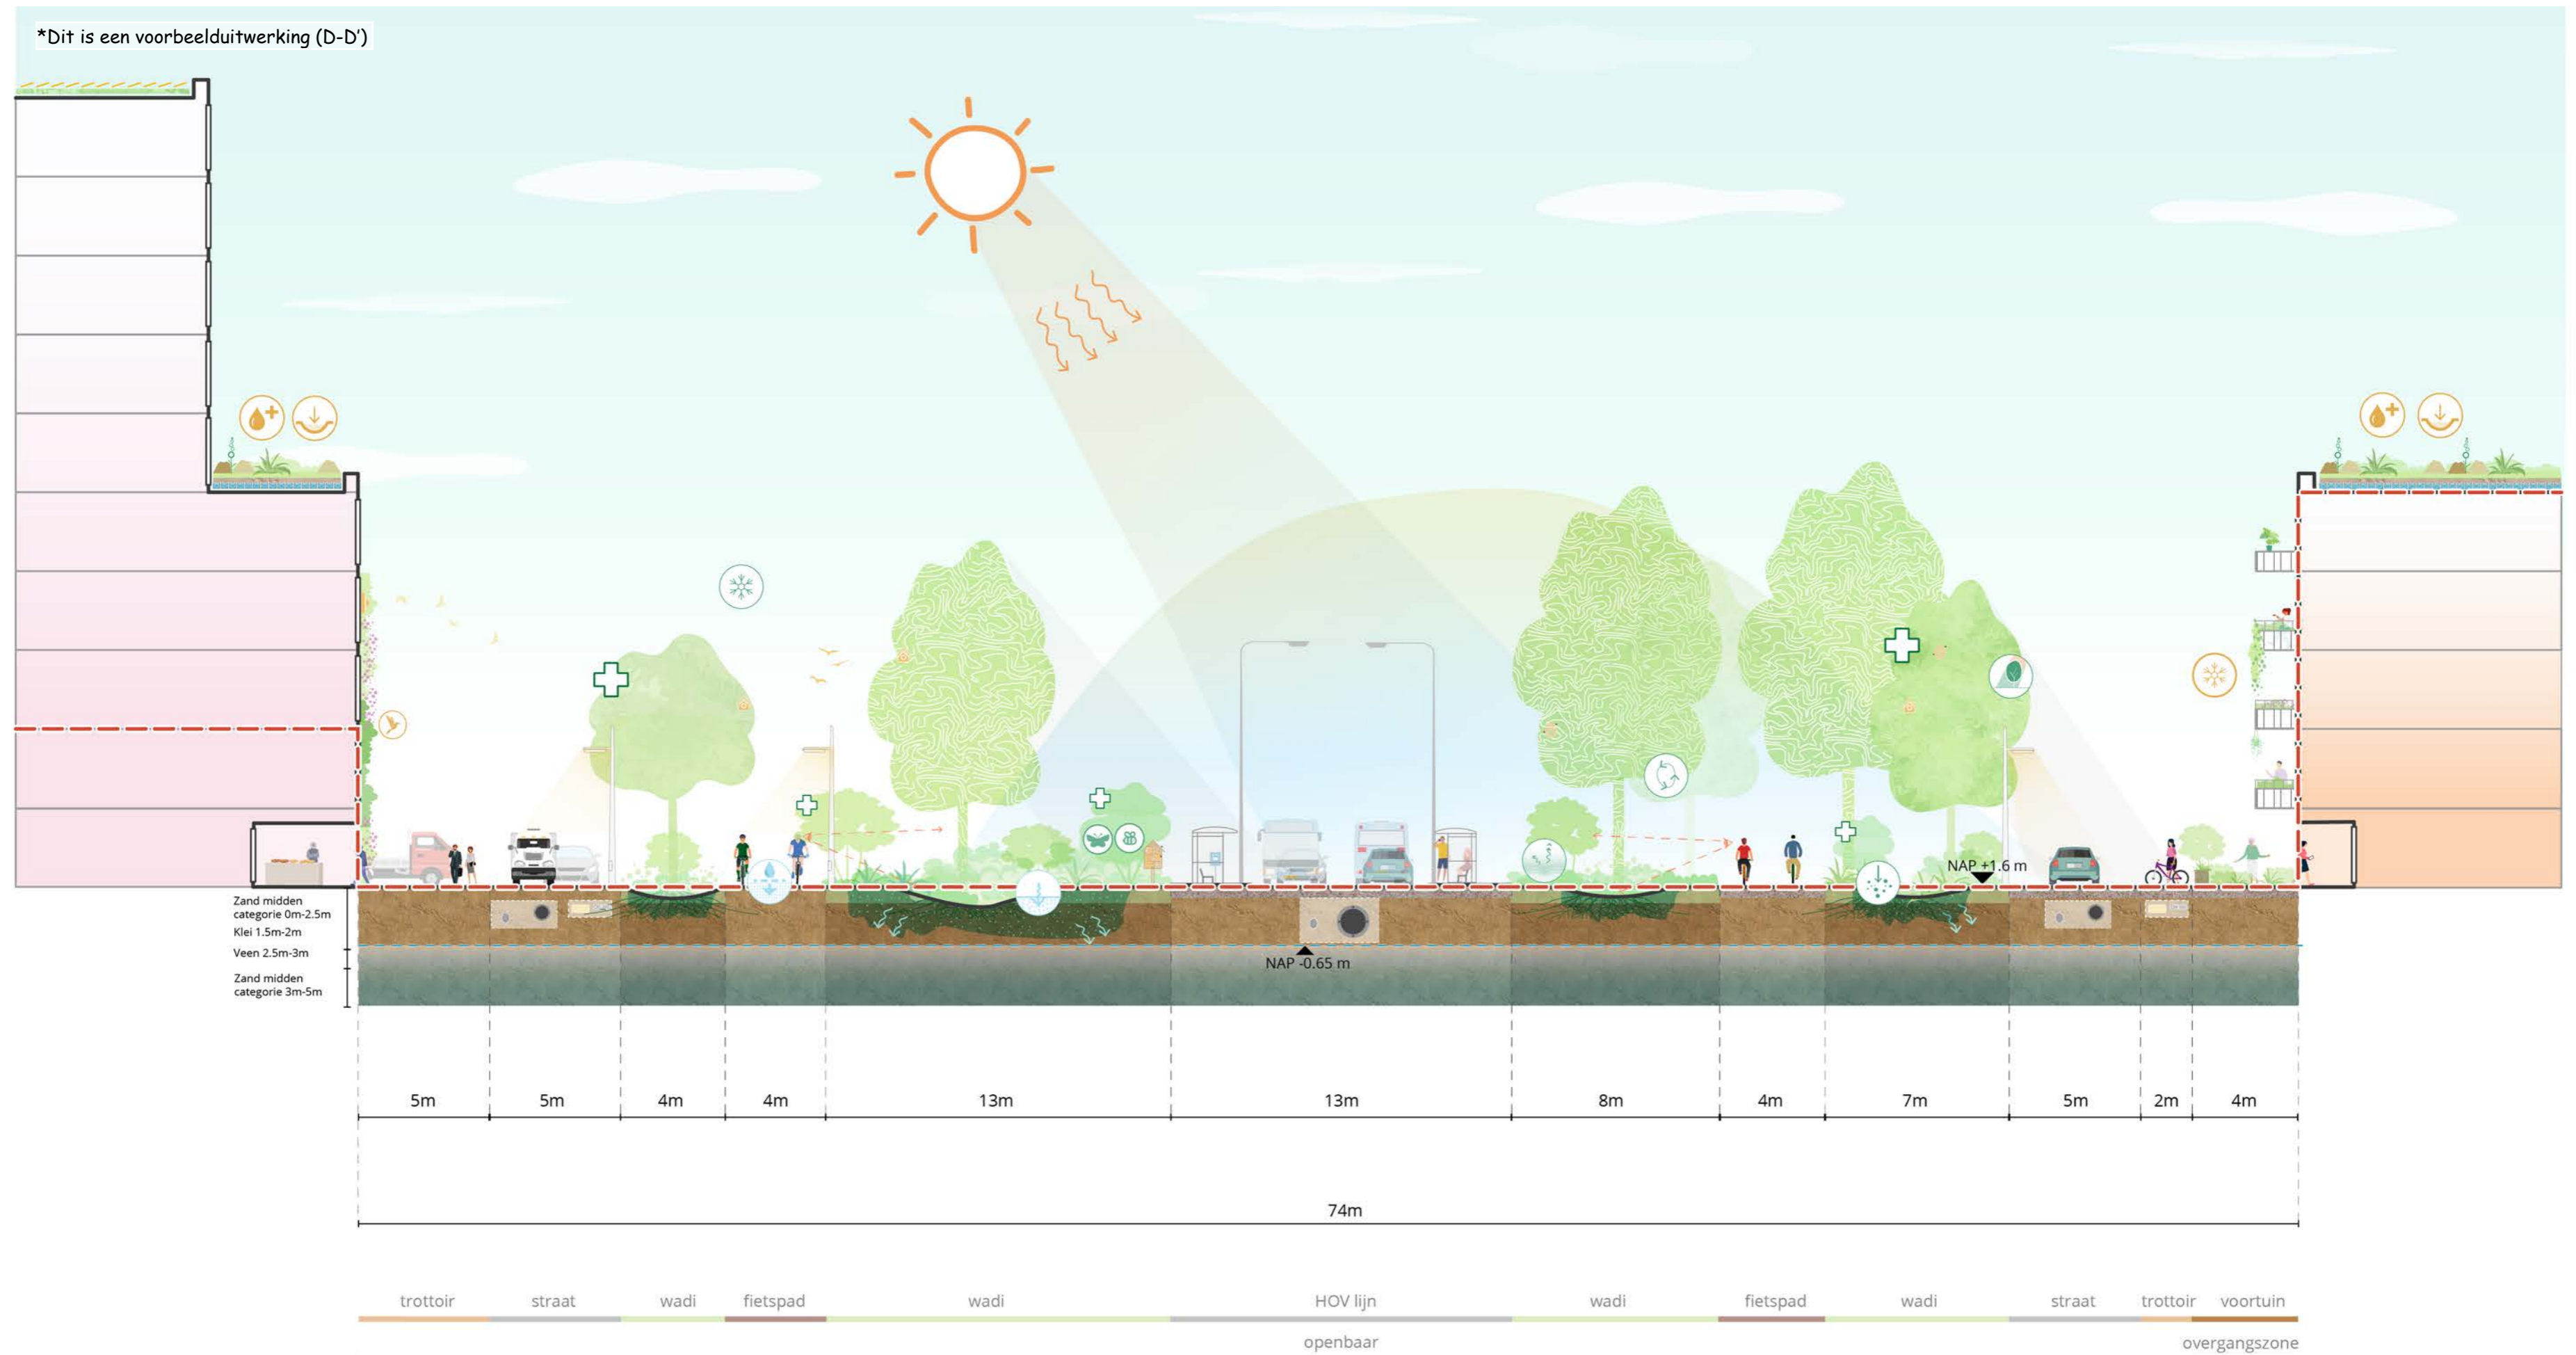 *Dit is een voorbeelduitwerking (D-D')
NAP +1.6 m
Zand midden
categorie 0m-2.5m
Klei 1.5m-2m
Veen 2.5m-3m
Zand midden
categorie 3m-5m
NAP -0.65 m
5m 5m 4m 4m 13m 13m 8m 4m 7m 5m 2m 4m
74m
trottoir straat wadi fietspad wadi HOV lijn wadi fietspad wadi straat trottoir voortuin
openbaar overgangszone